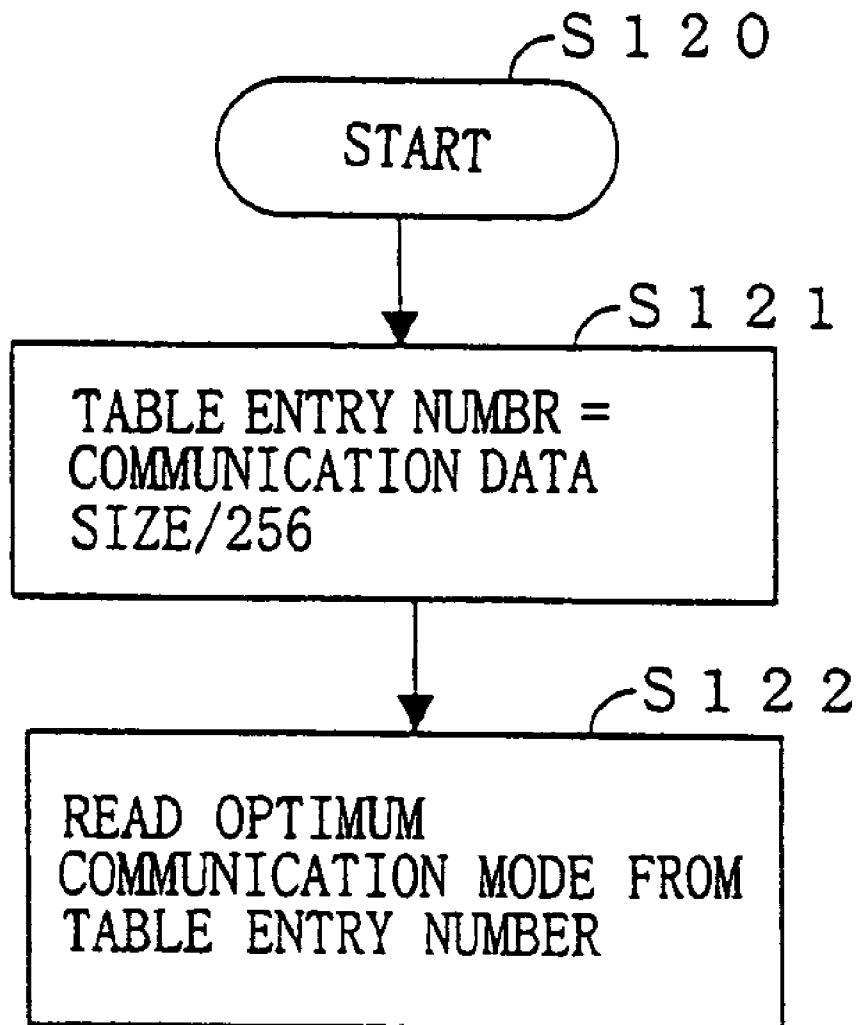 S120
START
S121
TABLE ENTRY NUMBR =
COMMUNICATION DATA
SIZE/256
S122
READ OPTIMUM
COMMUNICATION MODE FROM
TABLE ENTRY NUMBER